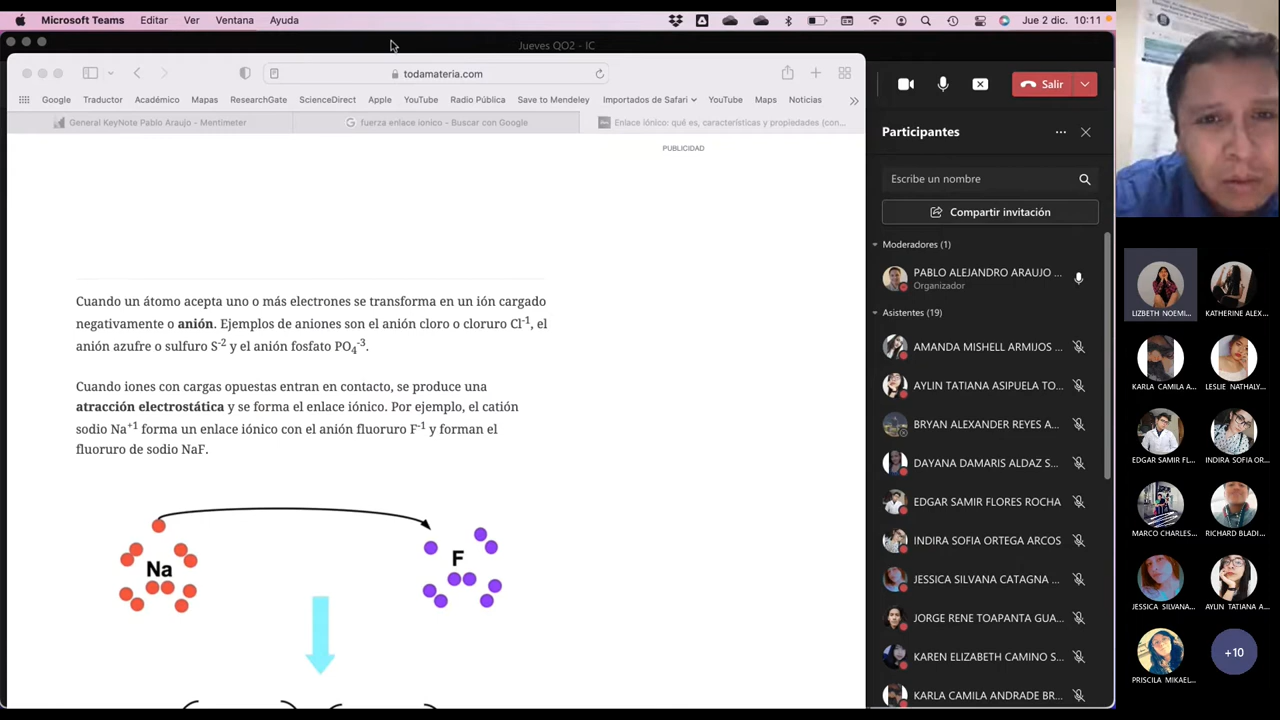 Microsoft Teams Editar Ver Ventana Ayuda
Jue 2 dic. 10:11
Jueves QO2 - IC
todamateria.com
Google Traductor Académico Mapas ResearchGate ScienceDirect Apple YouTube Radio Pública Save to Mendeley Importados de Safari YouTube Maps Noticias
General KeyNote Pablo Araujo - Mentimeter
fuerza enlace ionico - Buscar con Google
Enlace Iónico: qué es, características y propiedades (con...
PUBLICIDAD
Cuando un átomo acepta uno o más electrones se transforma en un ión cargado
negativamente o anión. Ejemplos de aniones son el anión cloro o cloruro Cl-1, el
anión azufre o sulfuro S-2 y el anión fosfato PO4-3.
Cuando iones con cargas opuestas entran en contacto, se produce una
atracción electrostática y se forma el enlace iónico. Por ejemplo, el catión
sodio Na+1 forma un enlace iónico con el anión fluoruro F-1 y forman el
fluoruro de sodio NaF.
Na
F
Salir
Participantes
Escribe un nombre
Compartir invitación
Moderadores (1)
PABLO ALEJANDRO ARAUJO ...
Organizador
Asistentes (19)
AMANDA MISHELL ARMIJOS ...
AYLIN TATIANA ASIPUELA TO...
BRYAN ALEXANDER REYES A...
DAYANA DAMARIS ALDAZ S...
EDGAR SAMIR FLORES ROCHA
INDIRA SOFIA ORTEGA ARCOS
JESSICA SILVANA CATAGNA ...
JORGE RENE TOAPANTA GUA...
KAREN ELIZABETH CAMINO S...
KARLA CAMILA ANDRADE BR...
LIZBETH NOEMI...
KATHERINE ALEX...
KARLA CAMILA A...
LESLIE NATHALY...
EDGAR SAMIR FL...
INDIRA SOFIA OR...
MARCO CHARLES...
RICHARD BLADI...
JESSICA SILVANA...
AYLIN TATIANA A...
PRISCILA MIKAEL...
+10